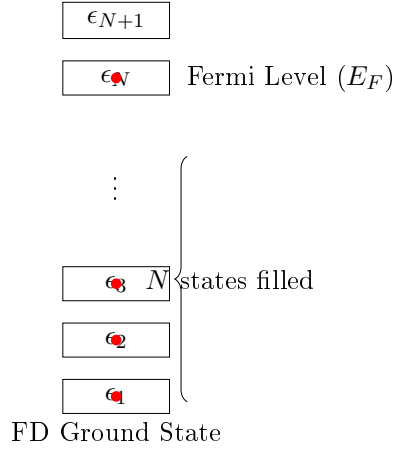 ϵ_{N+1}
ϵ_N Fermi Level (E_F)
⋮
ϵ_3 N states filled
ϵ_2
ϵ_1
FD Ground State